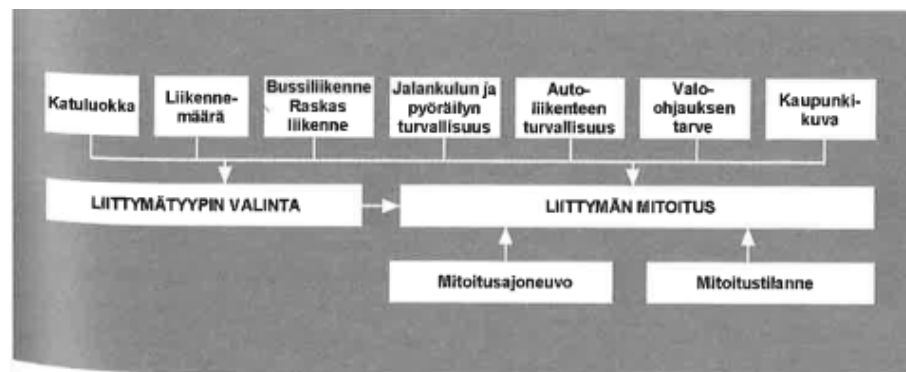 Katuluokka
Liikenne-
määrä
Bussiliikenne
Raskas
liikenne
Jalankulun ja
pyöräilyn
turvallisuus
Auto-
liikenteen
turvallisuus
Valo-
ohjauksen
tarve
Kaupunki-
kuva
LIITTYMÄTYYPIN VALINTA
LIITTYMÄN MITOITUS
Mitoitusajoneuvo
Mitoitustilanne